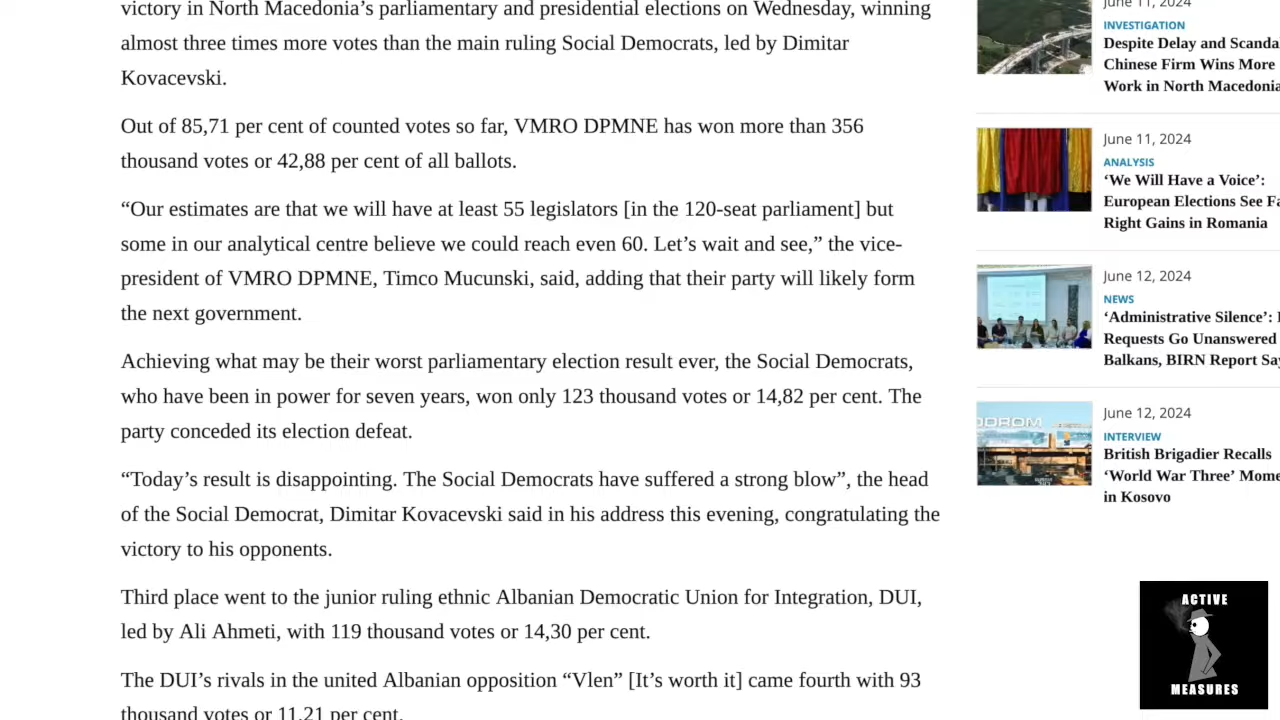 victory in North Macedonia’s parliamentary and presidential elections on Wednesday, winning
almost three times more votes than the main ruling Social Democrats, led by Dimitar
Kovacevski.
Out of 85,71 per cent of counted votes so far, VMRO DPMNE has won more than 356
thousand votes or 42,88 per cent of all ballots.
“Our estimates are that we will have at least 55 legislators [in the 120-seat parliament] but
some in our analytical centre believe we could reach even 60. Let’s wait and see,” the vice-
president of VMRO DPMNE, Timco Mucunski, said, adding that their party will likely form
the next government.
Achieving what may be their worst parliamentary election result ever, the Social Democrats,
who have been in power for seven years, won only 123 thousand votes or 14,82 per cent. The
party conceded its election defeat.
“Today’s result is disappointing. The Social Democrats have suffered a strong blow”, the head
of the Social Democrat, Dimitar Kovacevski said in his address this evening, congratulating the
victory to his opponents.
Third place went to the junior ruling ethnic Albanian Democratic Union for Integration, DUI,
led by Ali Ahmeti, with 119 thousand votes or 14,30 per cent.
The DUI’s rivals in the united Albanian opposition “Vlen” [It’s worth it] came fourth with 93
thousand votes or 11,21 per cent.
June 11, 2024
INVESTIGATION
Despite Delay and Scanda
Chinese Firm Wins More
Work in North Macedonia
June 11, 2024
ANALYSIS
‘We Will Have a Voice’:
European Elections See Fa
Right Gains in Romania
June 12, 2024
NEWS
‘Administrative Silence’:
Requests Go Unanswered
Balkans, BIRN Report Say
June 12, 2024
INTERVIEW
British Brigadier Recalls
‘World War Three’ Mome
in Kosovo
ACTIVE
MEASURES